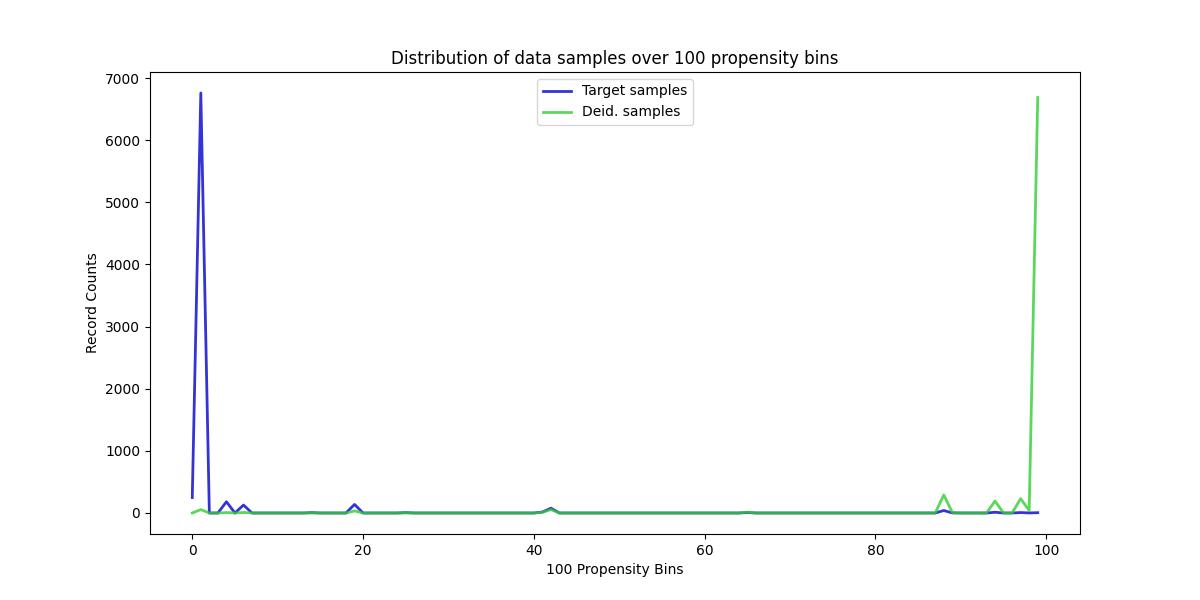 Distribution of data samples over 100 propensity bins
Target samples
Deid. samples
Record Counts
7000
6000
5000
4000
3000
2000
1000
0
0 20 40 60 80 100
100 Propensity Bins